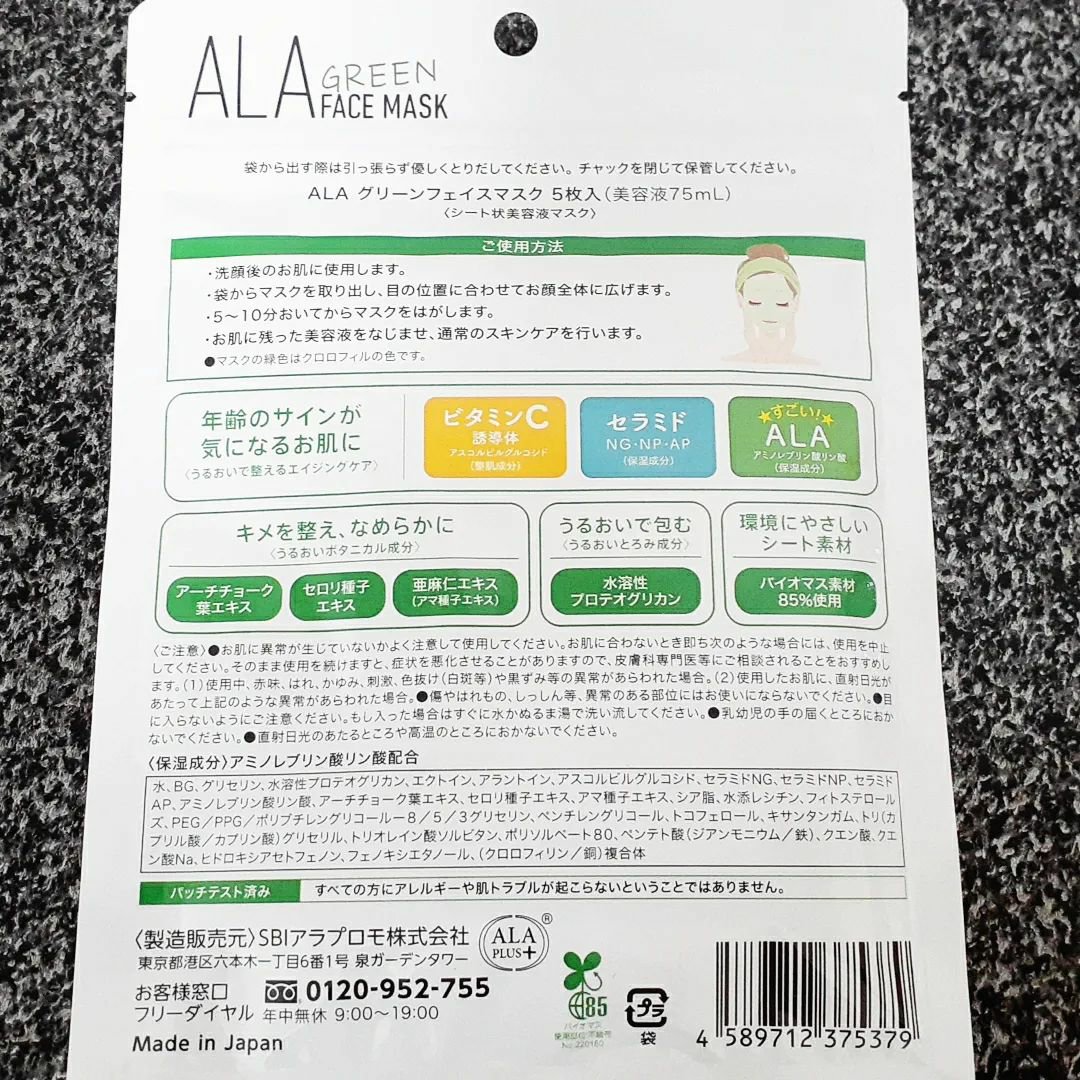 ALA GREEN
FACE MASK
袋から出す際は引っ張らず優しくとりだしてください。チャックを閉じて保管してください。
ALA グリーンフェイスマスク 5枚入(美容液75mL)
〈シート状美容液マスク〉
ご使用方法
・洗顔後のお肌に使用します。
・袋からマスクを取り出し、目の位置に合わせてお顔全体に広げます。
・5〜10分おいてからマスクをはがします。
・お肌に残った美容液をなじませ、通常のスキンケアを行います。
●マスクの緑色はクロロフィルの色です。
年齢のサインが
気になるお肌に
〈うるおいで整えるエイジングケア〉
ビタミンC
誘導体
アスコルビルグルコシド
(整肌成分)
セラミド
NG・NP・AP
(保湿成分)
すごい!
ALA
アミノレブリン酸リン酸
(保湿成分)
キメを整え、なめらかに
〈うるおいボタニカル成分〉
アーチチョーク
葉エキス
セロリ種子
エキス
亜麻仁エキス
(アマ種子エキス)
うるおいで包む
〈うるおいとろみ成分〉
水溶性
プロテオグリカン
環境にやさしい
シート素材
バイオマス素材
85%使用
〈ご注意〉●お肌に異常が生じていないかよく注意して使用してください。お肌に合わないとき即ち次のような場合には、使用を中止
してください。そのまま使用を続けますと、症状を悪化させることがありますので、皮膚科専門医等にご相談されることをおすすめしま
す。(1)使用中、赤味、はれ、かゆみ、刺激、色抜け(白斑等)や黒ずみ等の異常があらわれた場合。(2)使用したお肌に、直射日光が
あたって上記のような異常があらわれた場合。●傷やはれもの、しっしん等、異常のある部位にはお使いにならないでください。●目
に入らないようにご注意ください。もし入った場合はすぐに水かぬるま湯で洗い流してください。●乳幼児の手の届くところにおか
ないでください。●直射日光のあたるところや高温のところにおかないでください。
〈保湿成分〉アミノレブリン酸リン酸配合
水、BG、グリセリン、水溶性プロテオグリカン、エクトイン、アラントイン、アスコルビルグルコシド、セラミドNG、セラミドNP、セラミド
AP、アミノレブリン酸リン酸、アーチチョーク葉エキス、セロリ種子エキス、アマ種子エキス、シア脂、水添レシチン、フィトステロール
ズ、PEG/PPG/ポリブチレングリコール-8/5/3グリセリン、ペンチレングリコール、トコフェロール、キサンタンガム、トリ(カ
プリル酸/カプリン酸)グリセリル、トリオレイン酸ソルビタン、ポリソルベート80、ペンテト酸(ジアンモニウム/鉄)、クエン酸、クエ
ン酸Na、ヒドロキシアセトフェノン、フェノキシエタノール、(クロロフィリン/銅)複合体
パッチテスト済み すべての方にアレルギーや肌トラブルが起こらないということではありません。
〈製造販売元〉SBIアラプロモ株式会社
東京都港区六本木一丁目6番1号 泉ガーデンタワー
ALA
PLUS+
®
お客様窓口
フリーダイヤル
0120-952-755
年中無休 9:00〜19:00
Made in Japan
85
バイオマス
No.220160
プラ
袋
4 589712 375379